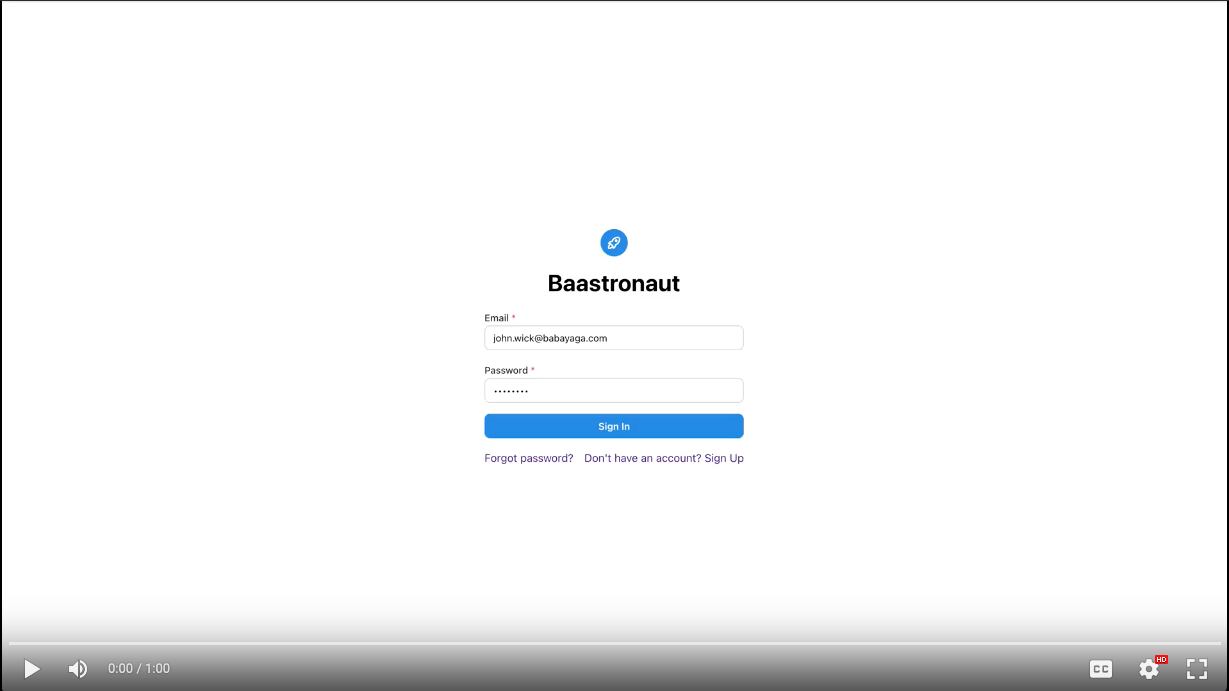 Baastronaut
Email *
john.wick@babayaga.com
Password *
••••••••
Sign In
Forgot password? Don't have an account? Sign Up
0:00 / 1:00
CC
HD